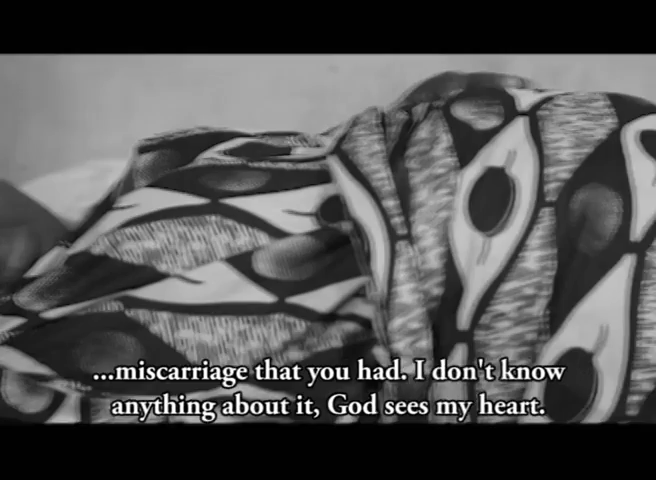 ...miscarriage that you had. I don't know
anything about it, God sees my heart.